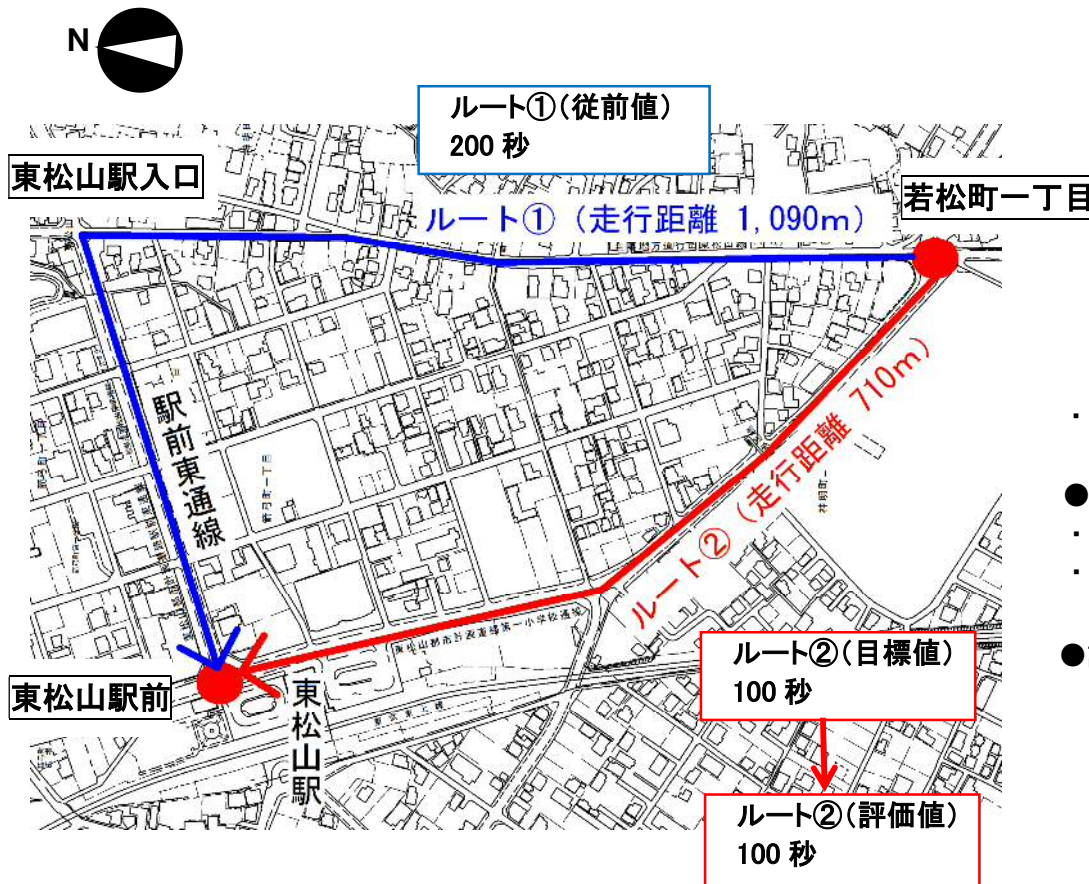 N
ルート①(従前値)
200 秒
東松山駅入口
若松町一丁目
ルート① (走行距離 1,090m)
駅前東通線
ルート② (走行距離 710m)
東松山駅前
東松山駅
ルート②(目標値)
100 秒
ルート②(評価値)
100 秒